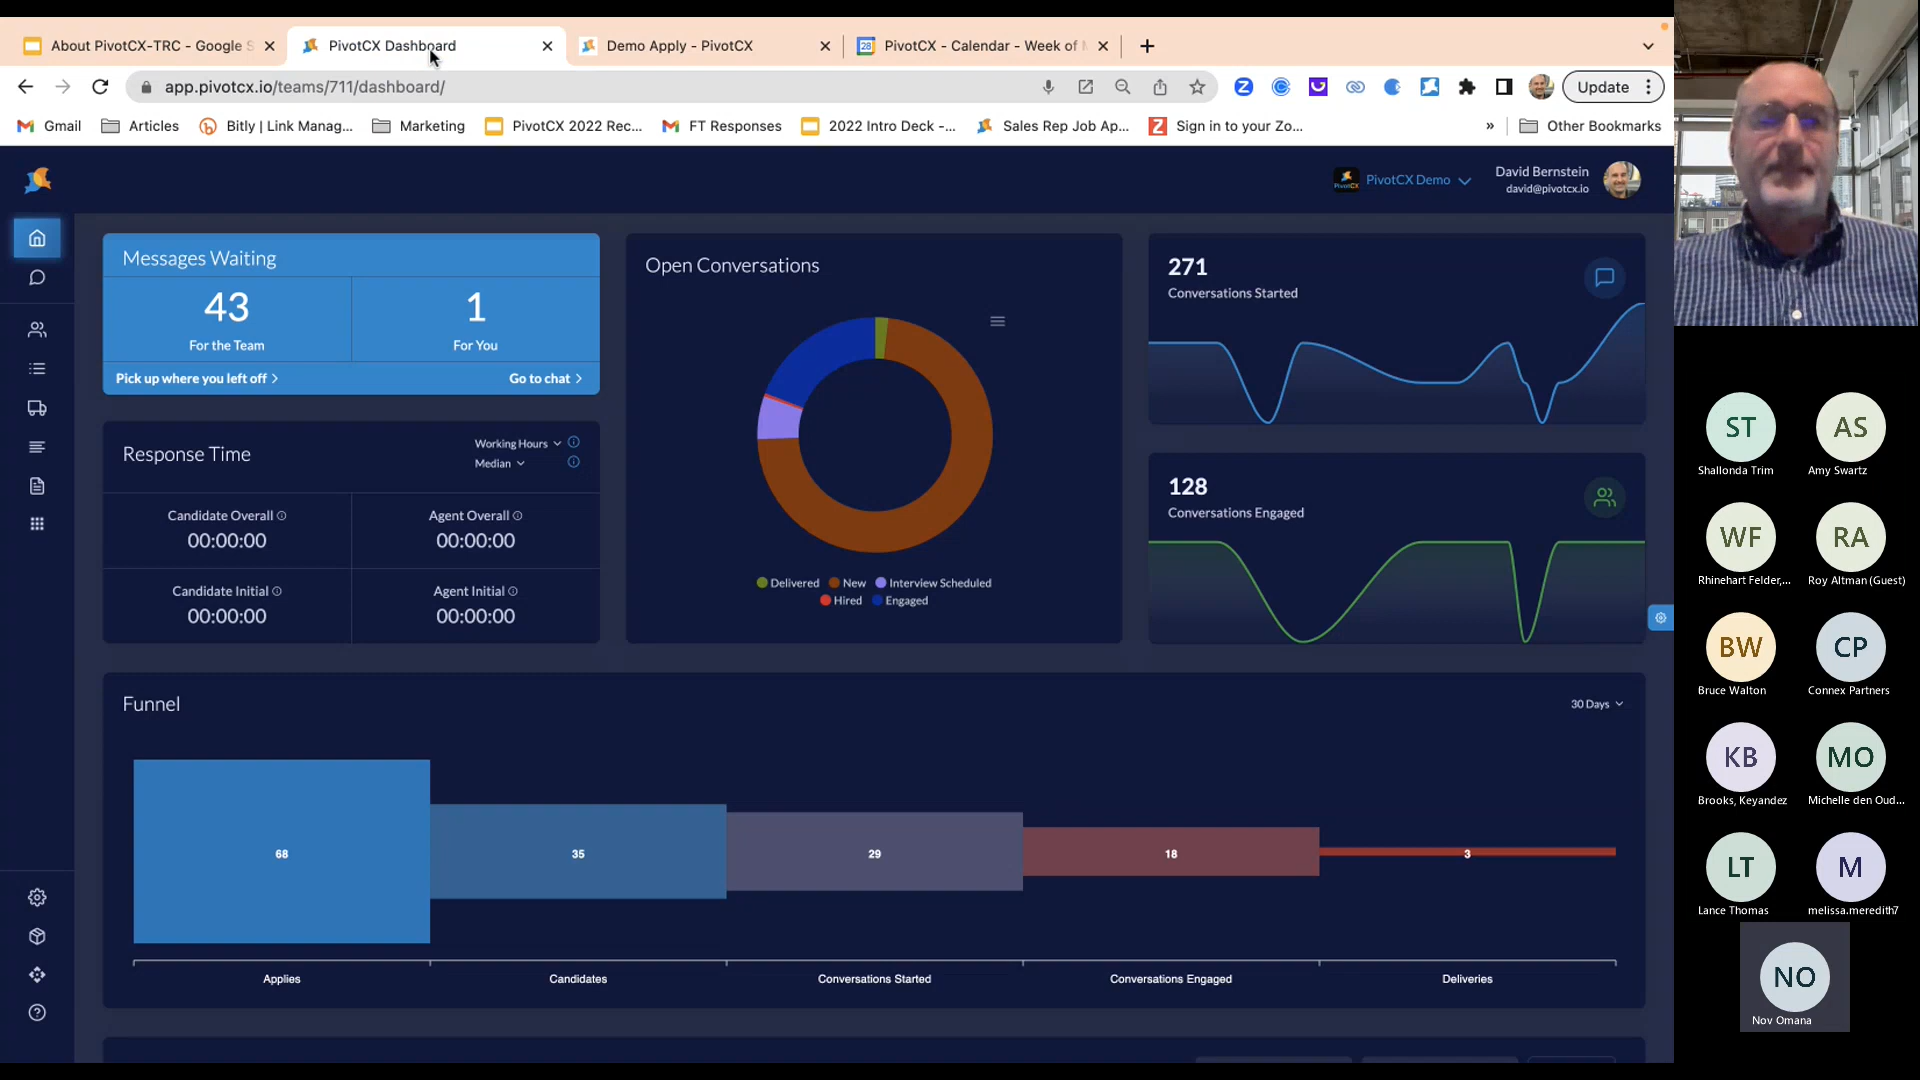 About PivotCX-TRC - Google S
PivotCX Dashboard
Demo Apply - PivotCX
28
PivotCX - Calendar - Week of M
app.pivotcx.io/teams/711/dashboard/
Update
Gmail
Articles
Bitly | Link Manag...
Marketing
PivotCX 2022 Rec...
FT Responses
2022 Intro Deck -...
Sales Rep Job Ap...
Sign in to your Zo...
»
Other Bookmarks
PivotCX Demo
David Bernstein
david@pivotcx.io
Messages Waiting
43
For the Team
1
For You
Pick up where you left off >
Go to chat >
Response Time
Working Hours
Median
Candidate Overall
00:00:00
Agent Overall
00:00:00
Candidate Initial
00:00:00
Agent Initial
00:00:00
Open Conversations
Delivered
New
Interview Scheduled
Hired
Engaged
271
Conversations Started
128
Conversations Engaged
Funnel
30 Days
68
35
29
18
3
Applies
Candidates
Conversations Started
Conversations Engaged
Deliveries
ST
Shallonda Trim
AS
Amy Swartz
WF
Rhinehart Felder,...
RA
Roy Altman (Guest)
BW
Bruce Walton
CP
Connex Partners
KB
Brooks, Keyandez
MO
Michelle den Oud...
LT
Lance Thomas
M
melissa.meredith7
NO
Nov Omana